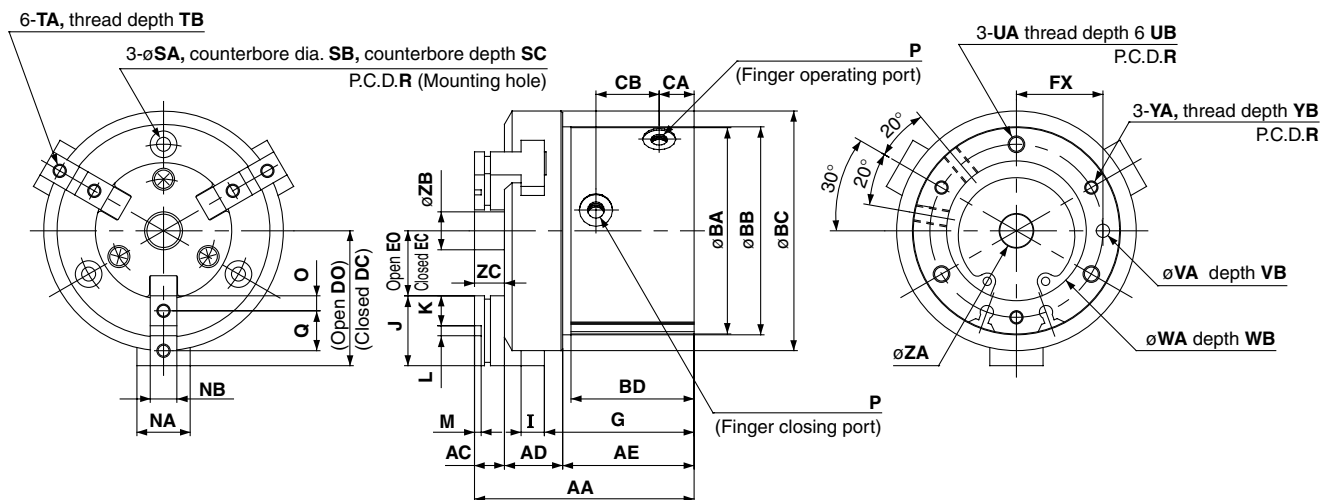 6-TA, thread depth TB
3-øSA, counterbore dia. SB, counterbore depth SC
P.C.D.R (Mounting hole)
P
(Finger operating port)
CB
CA
3-UA thread depth 6 UB
P.C.D.R
FX
3-YA, thread depth YB
P.C.D.R
20°
20°
30°
øZB
Open EO
Closed EC
ZC
øBA
øBB
øBC
O
Q
(Open DO)
(Closed DC)
J
K
L
øVA depth VB
øZA
øWA depth WB
NB
NA
BD
M
I
G
P
(Finger closing port)
AC
AD
AE
AA